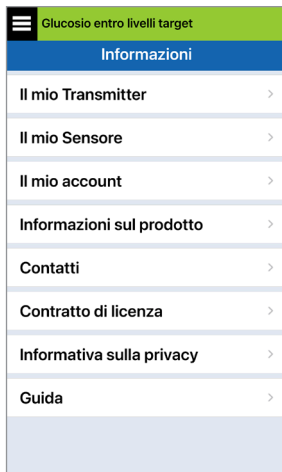 Glucosio entro livelli target
Informazioni
Il mio Transmitter
Il mio Sensore
Il mio account
Informazioni sul prodotto
Contatti
Contratto di licenza
Informativa sulla privacy
Guida